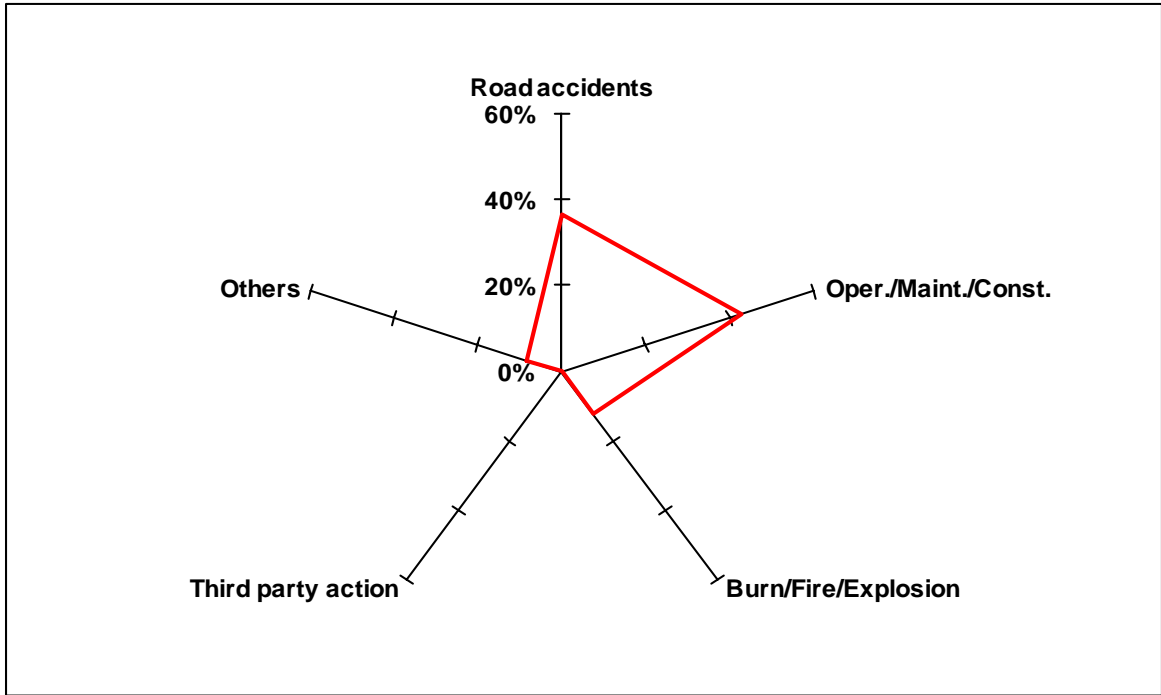 Road accidents
60%
40%
20%
0%
Others
Oper./Maint./Const.
Third party action
Burn/Fire/Explosion